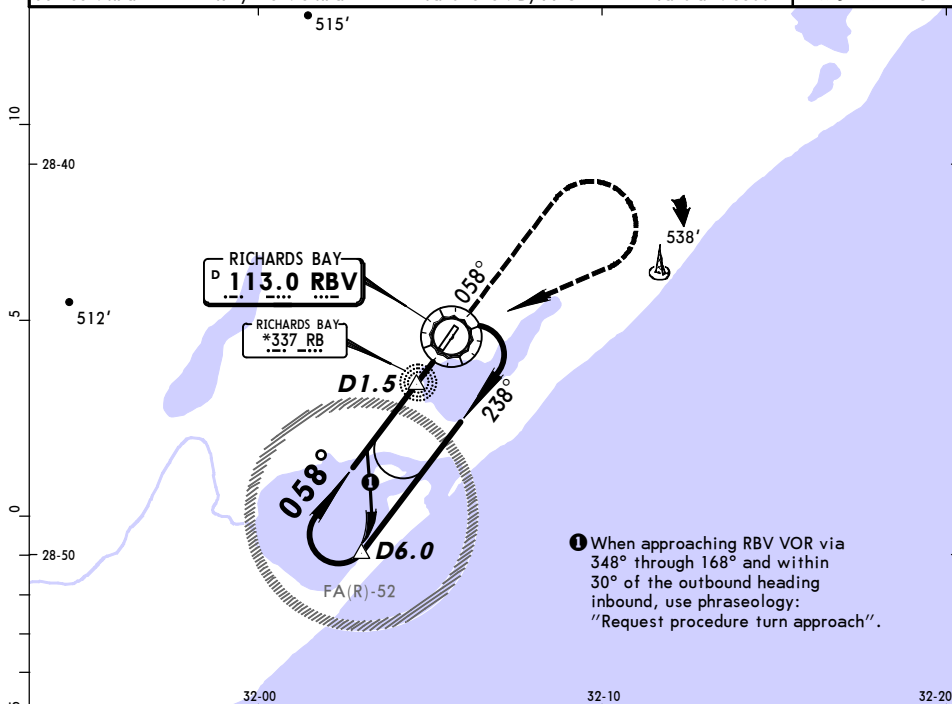 515'
10
28-40
538'
RICHARDS BAY
D 113.0 RBV
058°
5
512'
RICHARDS BAY
*337 RB
D1.5
238°
058°
0
D6.0
28-50
FA(R)-52
1 When approaching RBV VOR via
348° through 168° and within
30° of the outbound heading
inbound, use phraseology:
"Request procedure turn approach".
1
32-00
32-10
32-20